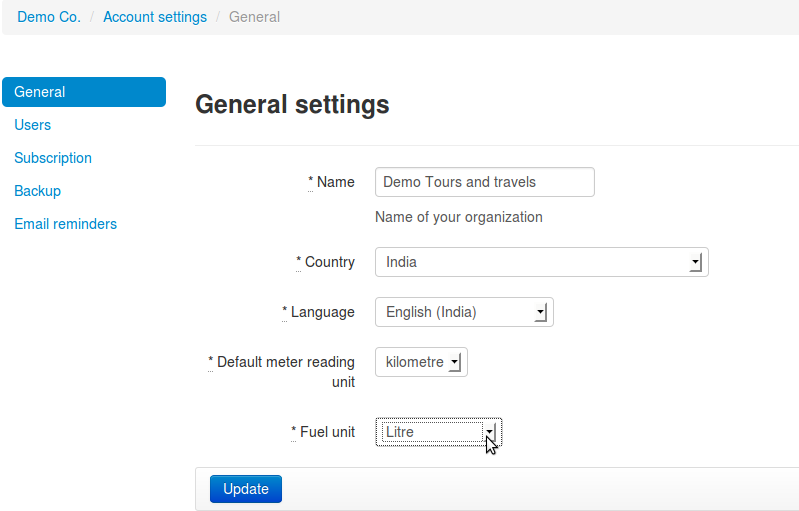 Demo Co. / Account settings / General
General
Users
Subscription
Backup
Email reminders
General settings
* Name
Demo Tours and travels
Name of your organization
* Country
India
* Language
English (India)
* Default meter reading
unit
kilometre
* Fuel unit
Litre
Update